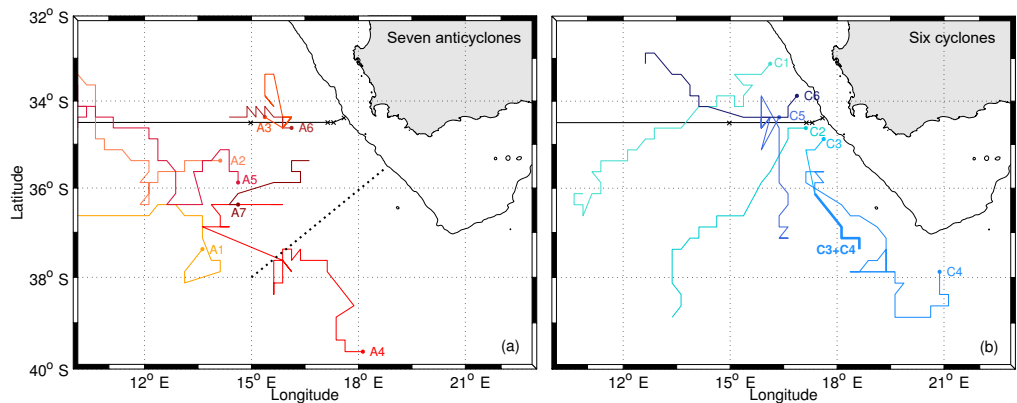 32° S
34° S
36° S
38° S
40° S
Latitude
Seven anticyclones
A3
A6
A2
A5
A7
A1
A4
(a)
12° E
15° E
18° E
21° E
Longitude
Six cyclones
C1
C6
C5
C2
C3
C3+C4
C4
(b)
12° E
15° E
18° E
21° E
Longitude